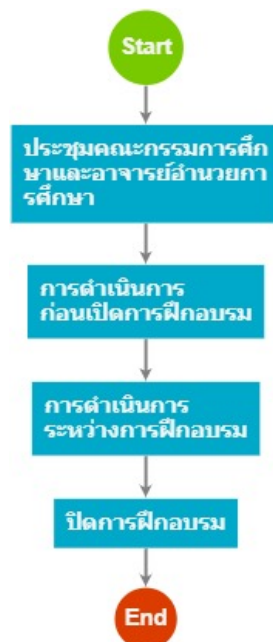 Start
ประชุมคณะกรรมการศึก
ษาและอาจารย์อำนวยกา
รศึกษา
การดำเนินการ
ก่อนเปิดการฝึกอบรม
การดำเนินการ
ระหว่างการฝึกอบรม
ปิดการฝึกอบรม
End